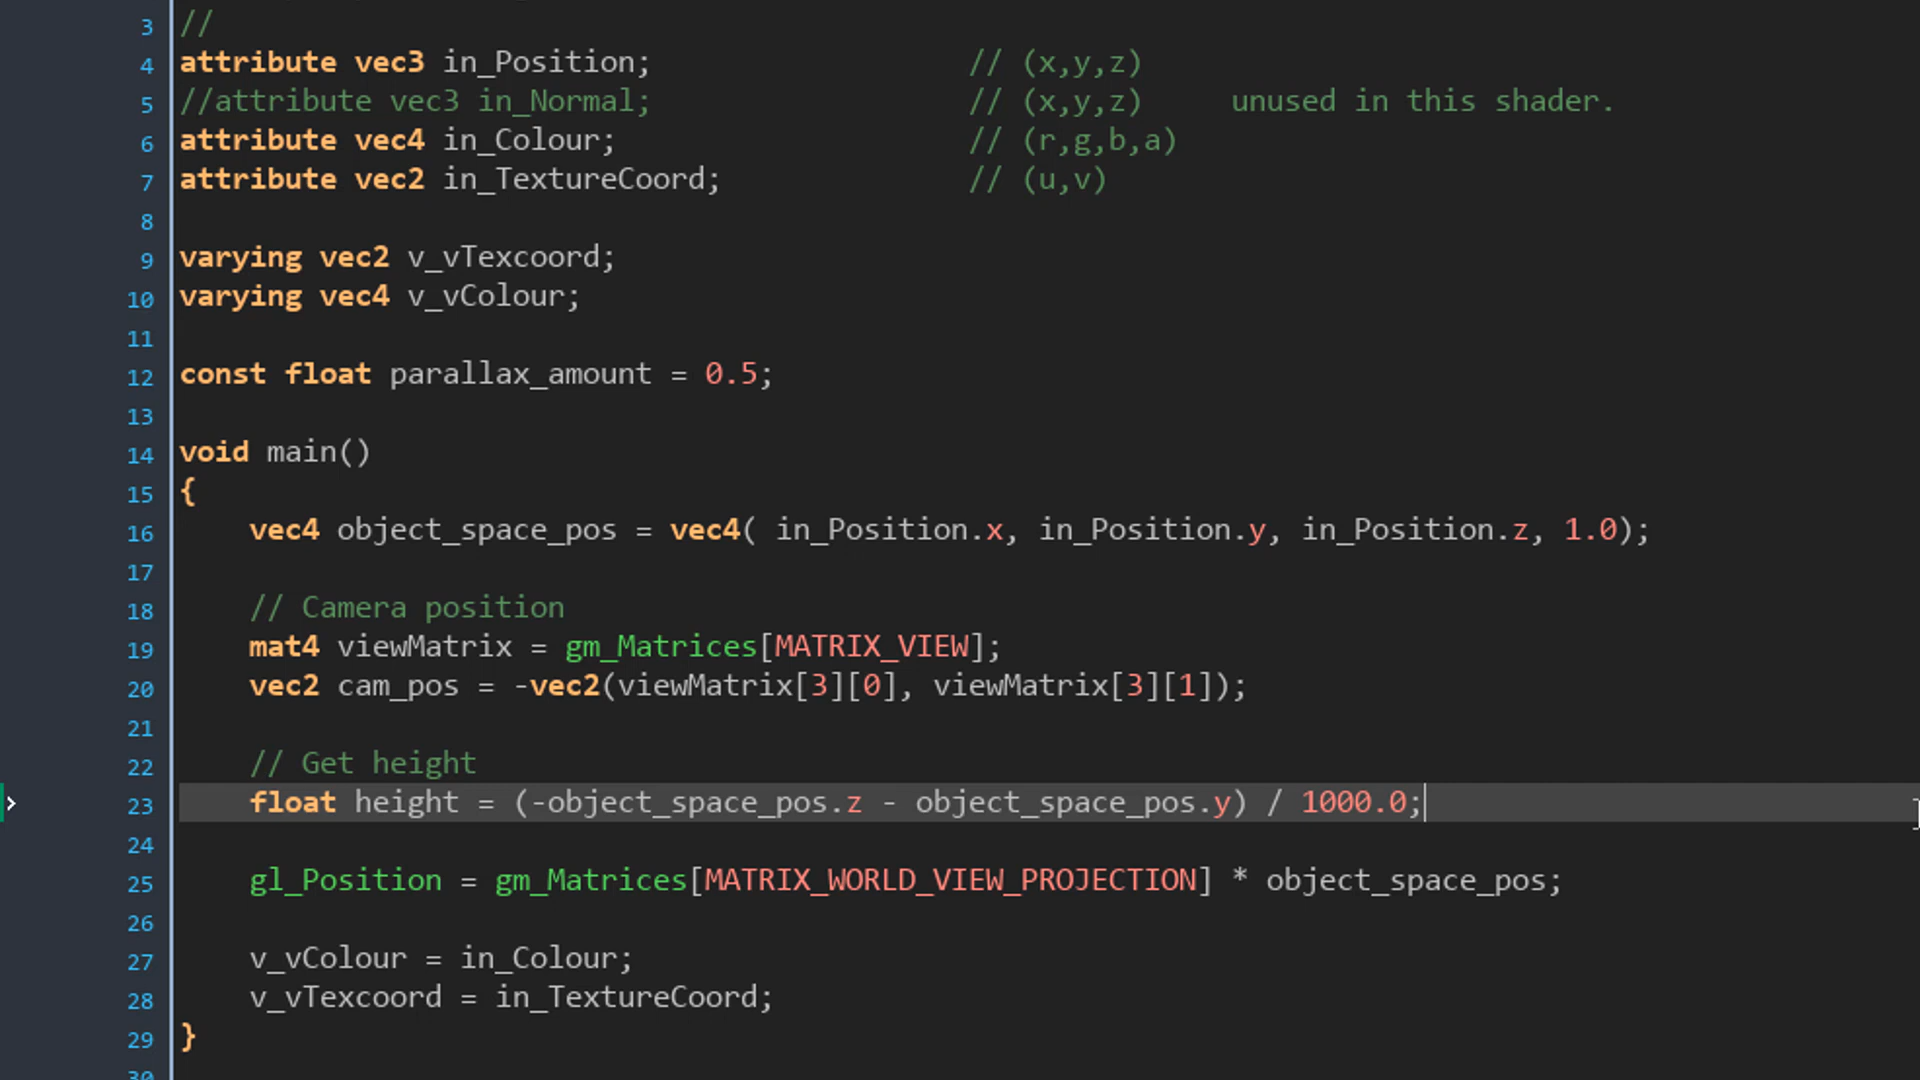 3 //
4 attribute vec3 in_Position; // (x,y,z)
5 //attribute vec3 in_Normal; // (x,y,z) unused in this shader.
6 attribute vec4 in_Colour; // (r,g,b,a)
7 attribute vec2 in_TextureCoord; // (u,v)
8
9 varying vec2 v_vTexcoord;
10 varying vec4 v_vColour;
11
12 const float parallax_amount = 0.5;
13
14 void main()
15 {
16 vec4 object_space_pos = vec4( in_Position.x, in_Position.y, in_Position.z, 1.0);
17
18 // Camera position
19 mat4 viewMatrix = gm_Matrices[MATRIX_VIEW];
20 vec2 cam_pos = -vec2(viewMatrix[3][0], viewMatrix[3][1]);
21
22 // Get height
23 float height = (-object_space_pos.z - object_space_pos.y) / 1000.0;
24
25 gl_Position = gm_Matrices[MATRIX_WORLD_VIEW_PROJECTION] * object_space_pos;
26
27 v_vColour = in_Colour;
28 v_vTexcoord = in_TextureCoord;
29 }
30